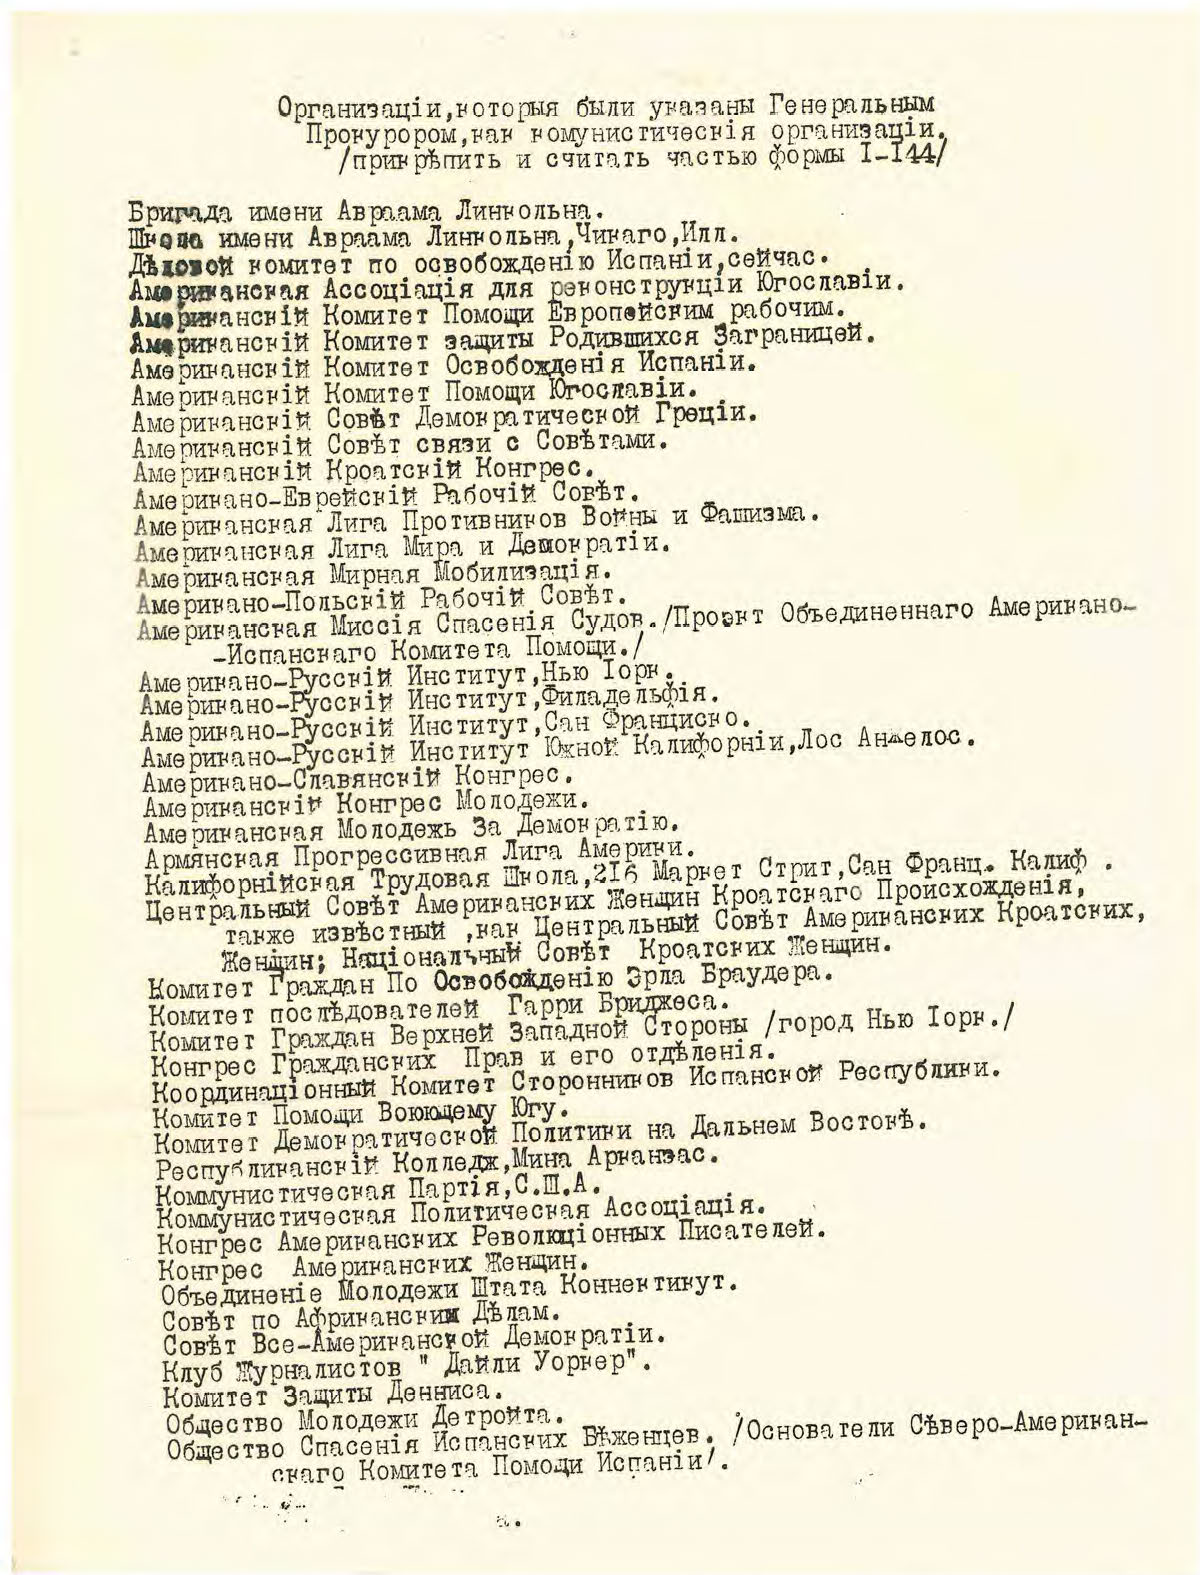 Организаціи,которыя были указаны Генеральным
Прокурором,как комунистическія организаціи.
/прикрѣпить и считать частью формы I-I44/
Бригада имени Авраама Линкольна.
Школа имени Авраама Линкольна,Чикаго,Илл.
Дѣловой комитет по освобожденію Испаніи,сейчас.
Американская Ассоціація для реконструкціи Югославіи.
Американскій Комитет Помощи Европейским рабочим.
Американскій Комитет защиты Родившихся Заграницей.
Американскій Комитет Освобожденія Испаніи.
Американскій Комитет Помощи Югославіи.
Американскій Совѣт Демократической Греціи.
Американскій Совѣт связи с Совѣтами.
Американскій Кроатскій Конгрес.
Американо-Еврейскій Рабочій Совѣт.
Американская Лига Противников Войны и Фашизма.
Американская Лига Мира и Демократіи.
Американская Мирная Мобилизація.
Американо-Польскій Рабочій Совѣт.
Американская Миссія Спасенія Судов./Проэкт Объединеннаго Американо-
-Испанскаго Комитета Помощи./
Американо-Русскій Институт,Нью Іорк.
Американо-Русскій Институт,Филадельфія.
Американо-Русскій Институт,Сан Франциско.
Американо-Русскій Институт Южной Калифорніи,Лос Анжелос.
Американо-Славянскій Конгрес.
Американскій Конгрес Молодежи.
Американская Молодежь За Демократію.
Армянская Прогрессивная Лига Америки.
Калифорнійская Трудовая Школа,216 Маркет Стрит,Сан Франц. Калиф .
Центральный Совѣт Американских Женщин Кроатскаго Происхожденія,
также извѣстный ,как Центральный Совѣт Американских Кроатских,
Женщин; Національный Совѣт Кроатских Женщин.
Комитет Граждан По Освобожденію Эрла Браудера.
Комитет послѣдователей Гарри Бриджеса.
Комитет Граждан Верхней Западной Стороны /город Нью Іорк./
Конгрес Гражданских Прав и его отдѣленія.
Координаціонный Комитет Сторонников Испанской Республики.
Комитет Помощи Воюющему Югу.
Комитет Демократической Политики на Дальнем Востокѣ.
Республиканскій Колледж,Мина Арканзас.
Коммунистическая Партія,С.Ш.А.
Коммунистическая Политическая Ассоціація.
Конгрес Американских Революціонных Писателей.
Конгрес Американских Женщин.
Объединеніе Молодежи Штата Коннектикут.
Совѣт по Африканским Дѣлам.
Совѣт Все-Американской Демократіи.
Клуб Журналистов " Дайли Уоркер".
Комитет Защиты Денниса.
Общество Молодежи Детройта.
Общество Спасенія Испанских Бѣженцев. /Основатели Сѣверо-Американ-
скаго Комитета Помощи Испаніи/.